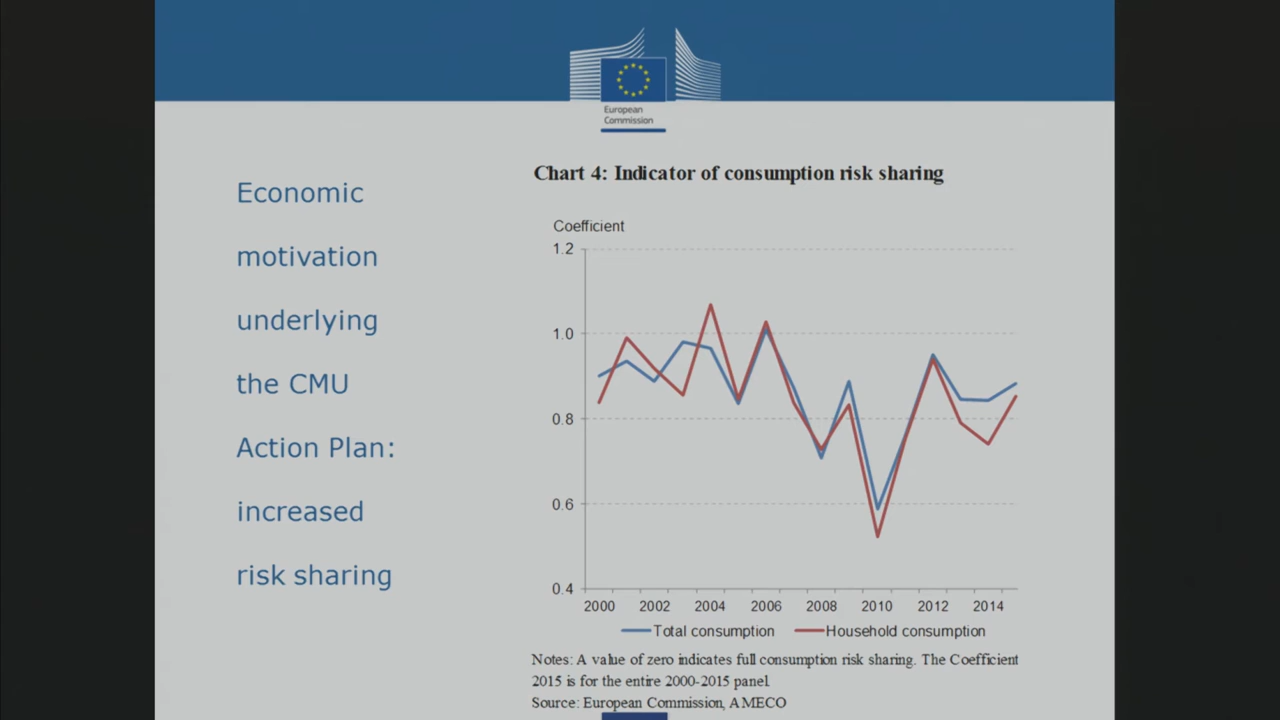 European
Commission
Economic
motivation
underlying
the CMU
Action Plan:
increased
risk sharing
Chart 4: Indicator of consumption risk sharing
Coefficient
1.2
1.0
0.8
0.6
0.4
2000 2002 2004 2006 2008 2010 2012 2014
Total consumption Household consumption
Notes: A value of zero indicates full consumption risk sharing. The Coefficient
2015 is for the entire 2000-2015 panel.
Source: European Commission, AMECO